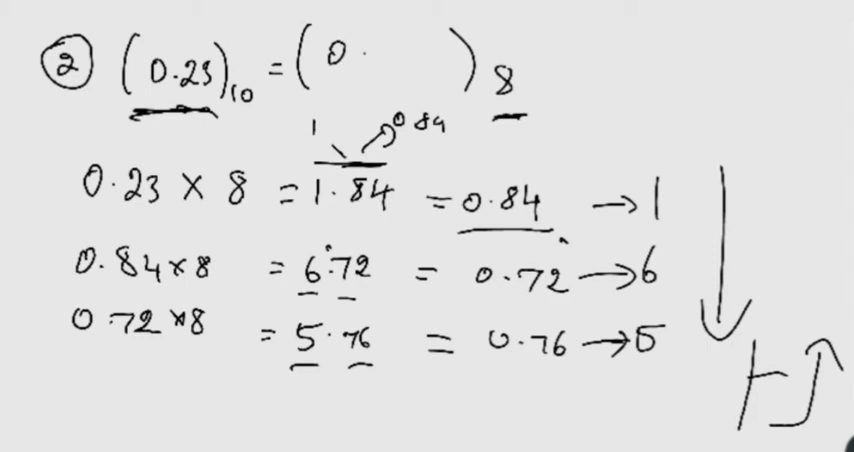 ② (0.23)₁₀ = (0. )₈
1 0.84
0.23 × 8 = 1.84 = 0.84 → 1
0.84 × 8 = 6.72 = 0.72 → 6
0.72 × 8 = 5.76 = 0.76 → 5